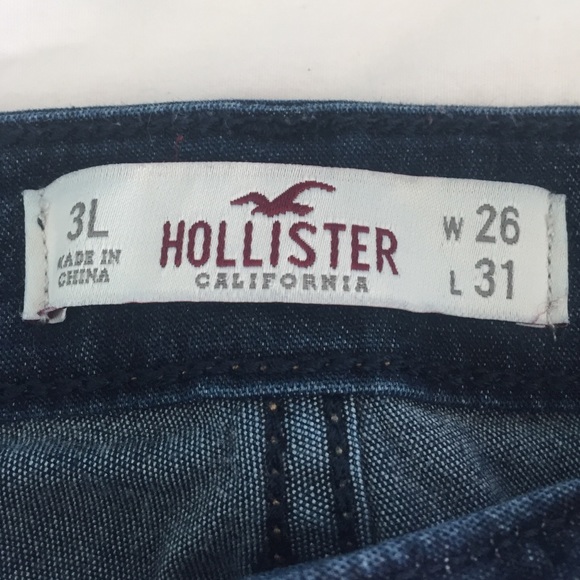 3L
MADE IN
CHINA
HOLLISTER
CALIFORNIA
W 26
L 31